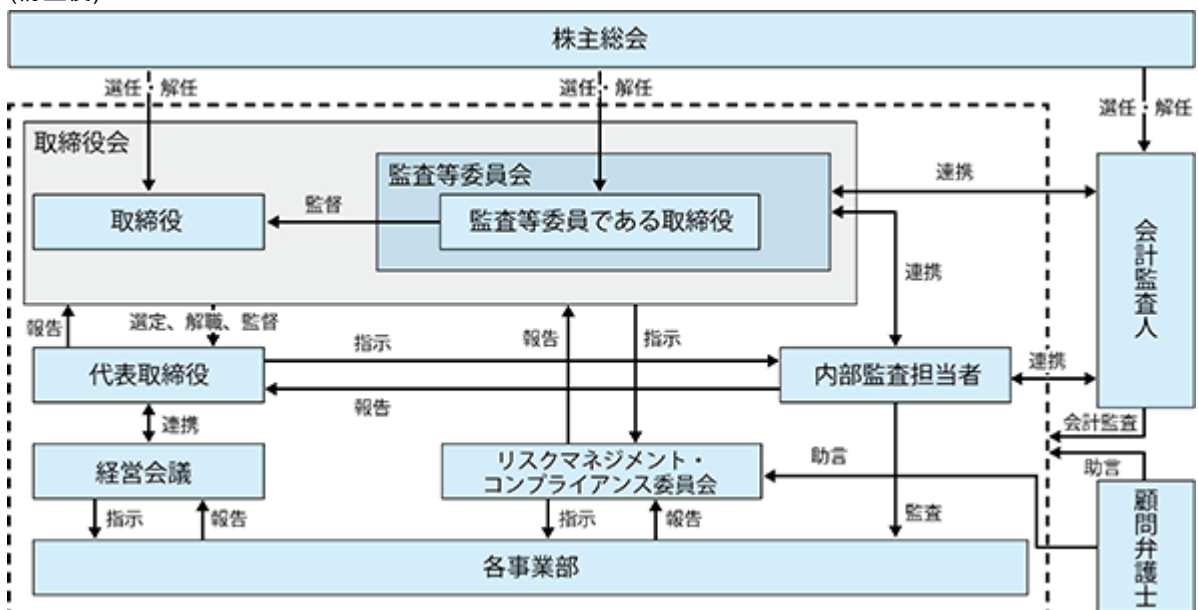 株主総会
選任・解任
選任・解任
選任・解任
取締役会
監査等委員会
取締役
監督
監査等委員である取締役
連携
会計監査人
連携
報告
選定、解職、監督
指示
報告
指示
代表取締役
内部監査担当者
連携
報告
連携
会計監査
経営会議
リスクマネジメント・
コンプライアンス委員会
助言
助言
指示
報告
指示
報告
監査
顧問弁護士
各事業部